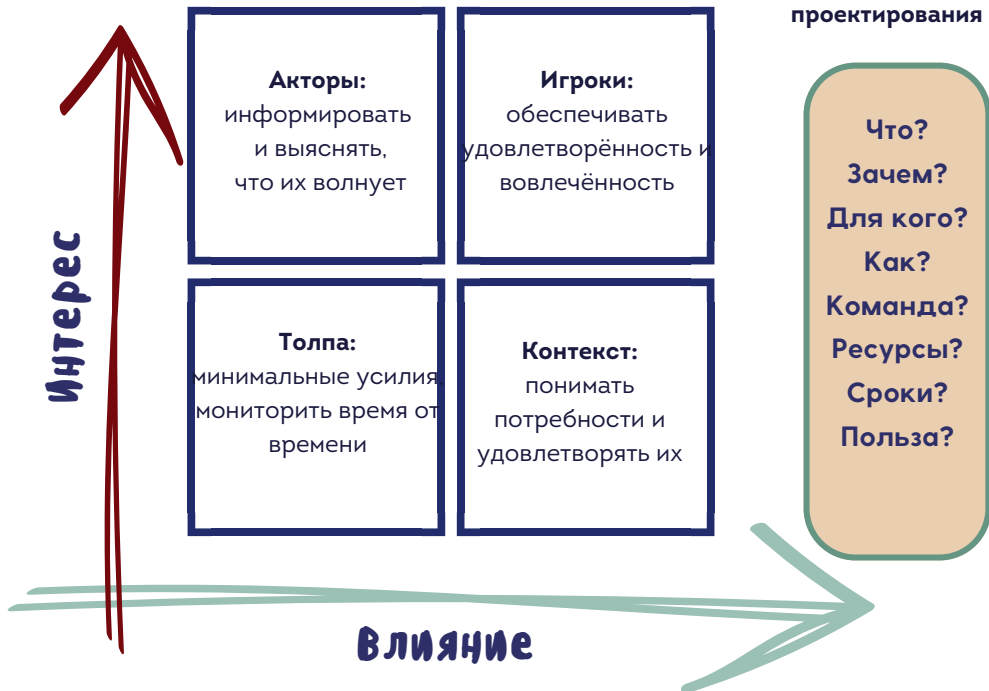 проектирования
Акторы:
информировать
и выяснять,
что их волнует
Игроки:
обеспечивать
удовлетворённость и
вовлечённость
Толпа:
минимальные усилия,
мониторить время от
времени
Контекст:
понимать
потребности и
удовлетворять их
Интерес
Влияние
Что?
Зачем?
Для кого?
Как?
Команда?
Ресурсы?
Сроки?
Польза?